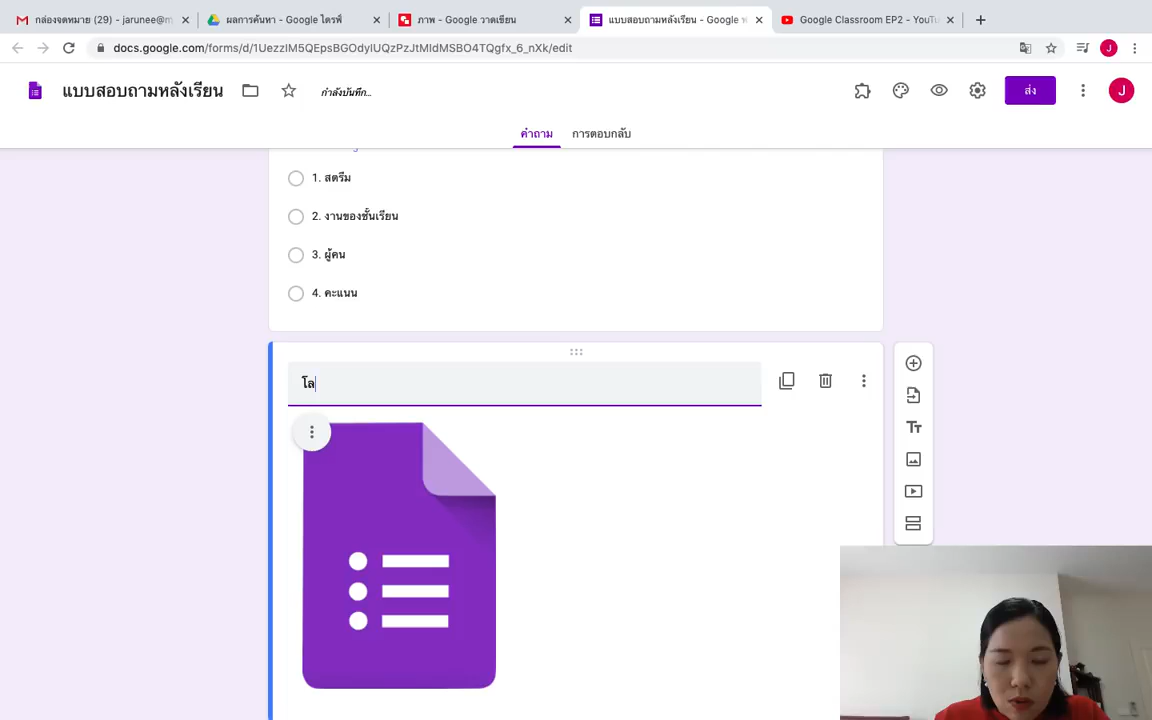 กล่องจดหมาย (29) - jarunee@m
ผลการค้นหา - Google ไดรฟ์
ภาพ - Google วาดเขียน
แบบสอบถามหลังเรียน - Google ฟ
Google Classroom EP2 - YouTu
docs.google.com/forms/d/1UezzlM5QEpsBGOdyIUQzPzJtMIdMSBO4TQgfx_6_nXk/edit
J
แบบสอบถามหลังเรียน
กำลังบันทึก...
ส่ง
J
คำถาม
การตอบกลับ
1. สตรีม
2. งานของชั้นเรียน
3. ผู้คน
4. คะแนน
โล
Tт